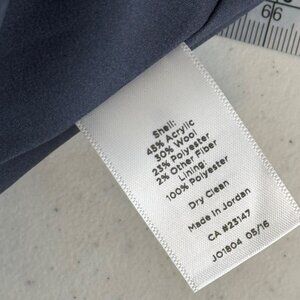 66
Shell:
45% Acrylic
30% Wool
23% Polyester
2% Other Fiber
Lining:
100% Polyester
Dry Clean
Made in Jordan
CA #23147
JO1804 05/16